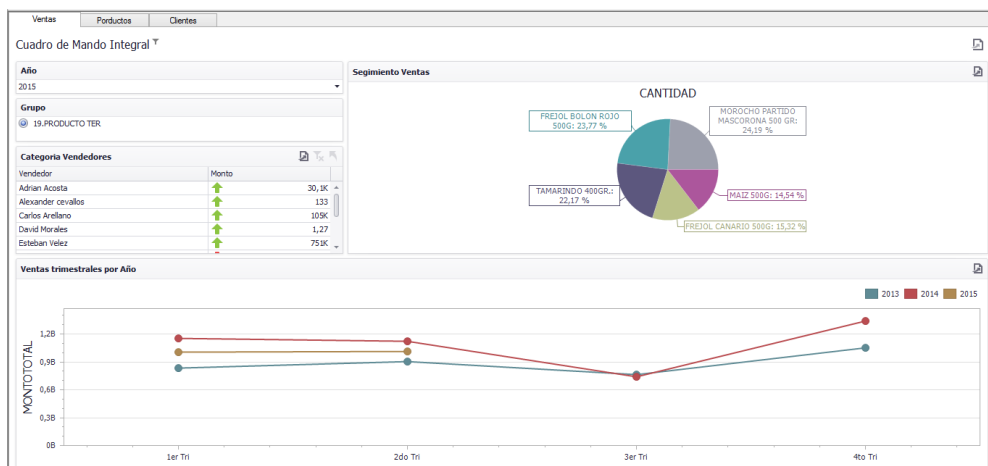 Ventas
Porductos
Clientes
Cuadro de Mando Integral
Año
2015
Grupo
19.PRODUCTO TER
Categoria Vendedores
Vendedor
Monto
Adrian Acosta
30,1K
Alexander cevallos
133
Carlos Arellano
105K
David Morales
1,27
Esteban Velez
751K
Segimiento Ventas
CANTIDAD
FREJOL BOLON ROJO
500G: 23,77 %
MOROCHO PARTIDO
MASCORONA 500 GR:
24,19 %
TAMARINDO 400GR.:
22,17 %
MAIZ 500G: 14,54 %
FREJOL CANARIO 500G: 15,32 %
Ventas trimestrales por Año
2013
2014
2015
MONTOTOTAL
1,2B
0,9B
0,6B
0,3B
0B
1er Tri
2do Tri
3er Tri
4to Tri